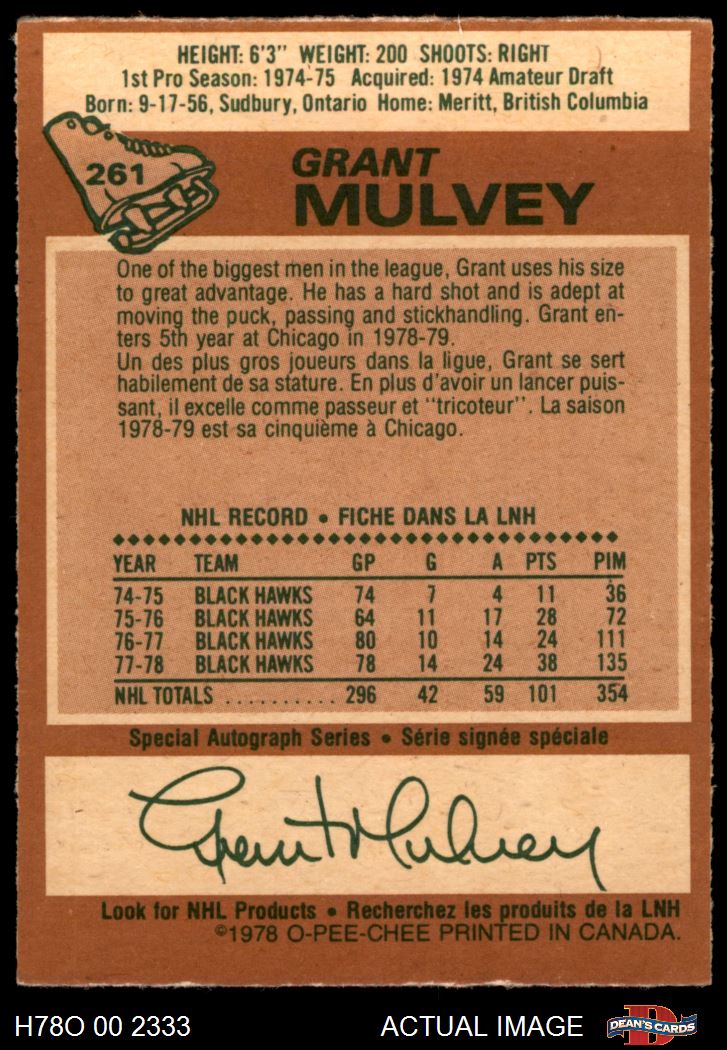 HEIGHT: 6'3" WEIGHT: 200 SHOOTS: RIGHT
1st Pro Season: 1974-75 Acquired: 1974 Amateur Draft
Born: 9-17-56, Sudbury, Ontario Home: Meritt, British Columbia
261
GRANT
MULVEY
One of the biggest men in the league, Grant uses his size
to great advantage. He has a hard shot and is adept at
moving the puck, passing and stickhandling. Grant en-
ters 5th year at Chicago in 1978-79.
Un des plus gros joueurs dans la ligue, Grant se sert
habilement de sa stature. En plus d'avoir un lancer puis-
sant, il excelle comme passeur et "tricoteur". La saison
1978-79 est sa cinquième à Chicago.
NHL RECORD • FICHE DANS LA LNH
YEAR TEAM GP G A PTS PIM
74-75 BLACK HAWKS 74 7 4 11 36
75-76 BLACK HAWKS 64 11 17 28 72
76-77 BLACK HAWKS 80 10 14 24 111
77-78 BLACK HAWKS 78 14 24 38 135
NHL TOTALS .......... 296 42 59 101 354
Special Autograph Series • Série signée spéciale
Grant Mulvey
Look for NHL Products • Recherchez les produits de la LNH
©1978 O-PEE-CHEE PRINTED IN CANADA.
H78O 00 2333 ACTUAL IMAGE DEAN'S CARDS